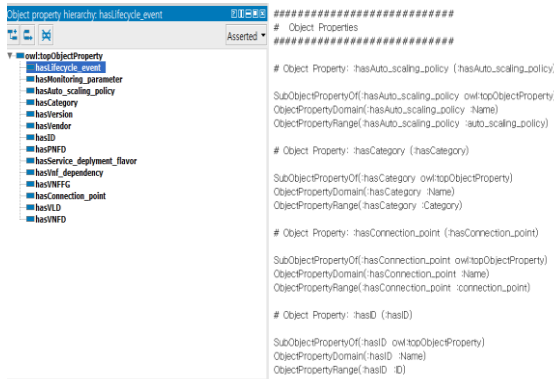 Object property hierarchy: hasLifecycle_event
Asserted
owl:topObjectProperty
hasLifecycle_event
hasMonitoring_parameter
hasAuto_scaling_policy
hasCategory
hasVersion
hasVendor
hasID
hasPNFD
hasService_deplyment_flavor
hasVnf_dependency
hasVNFFG
hasConnection_point
hasVLD
hasVNFD
############################
# Object Properties
############################
# Object Property: :hasAuto_scaling_policy (:hasAuto_scaling_policy)
SubObjectPropertyOf(:hasAuto_scaling_policy owl:topObjectProperty)
ObjectPropertyDomain(:hasAuto_scaling_policy :Name)
ObjectPropertyRange(:hasAuto_scaling_policy :auto_scaling_policy)
# Object Property: :hasCategory (:hasCategory)
SubObjectPropertyOf(:hasCategory owl:topObjectProperty)
ObjectPropertyDomain(:hasCategory :Name)
ObjectPropertyRange(:hasCategory :Category)
# Object Property: :hasConnection_point (:hasConnection_point)
SubObjectPropertyOf(:hasConnection_point owl:topObjectProperty)
ObjectPropertyDomain(:hasConnection_point :Name)
ObjectPropertyRange(:hasConnection_point :connection_point)
# Object Property: :hasID (:hasID)
SubObjectPropertyOf(:hasID owl:topObjectProperty)
ObjectPropertyDomain(:hasID :Name)
ObjectPropertyRange(:hasID :ID)